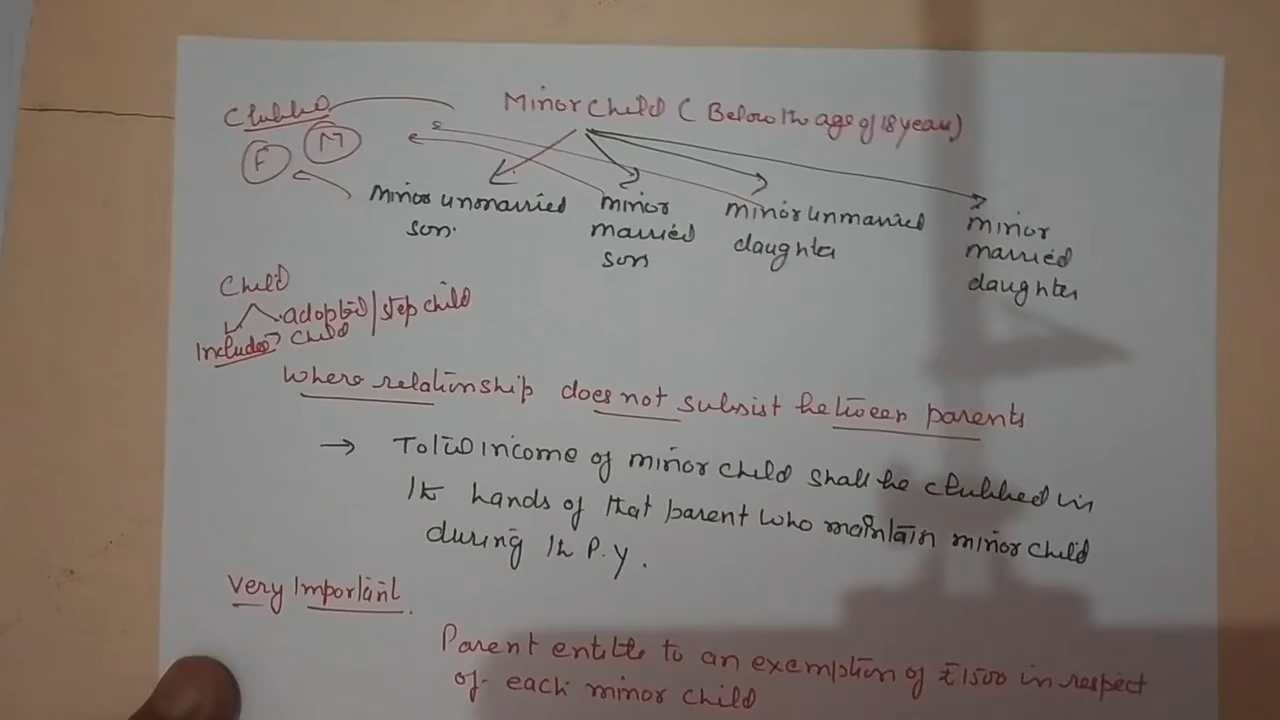 Clubbed
Minor child (Below the age of 18 year)
M
F
Minor unmarried
son.
minor
married
son
minor unmarried
daughter
minor
married
daughter
Child
adopted/step child
Includes child
where relationship does not subsist between parents
→ Total income of minor child shall be clubbed in
the hands of that parent who maintain minor child
during the P.Y.
Very Important.
Parent entitle to an exemption of ₹1500 in respect
of each minor child